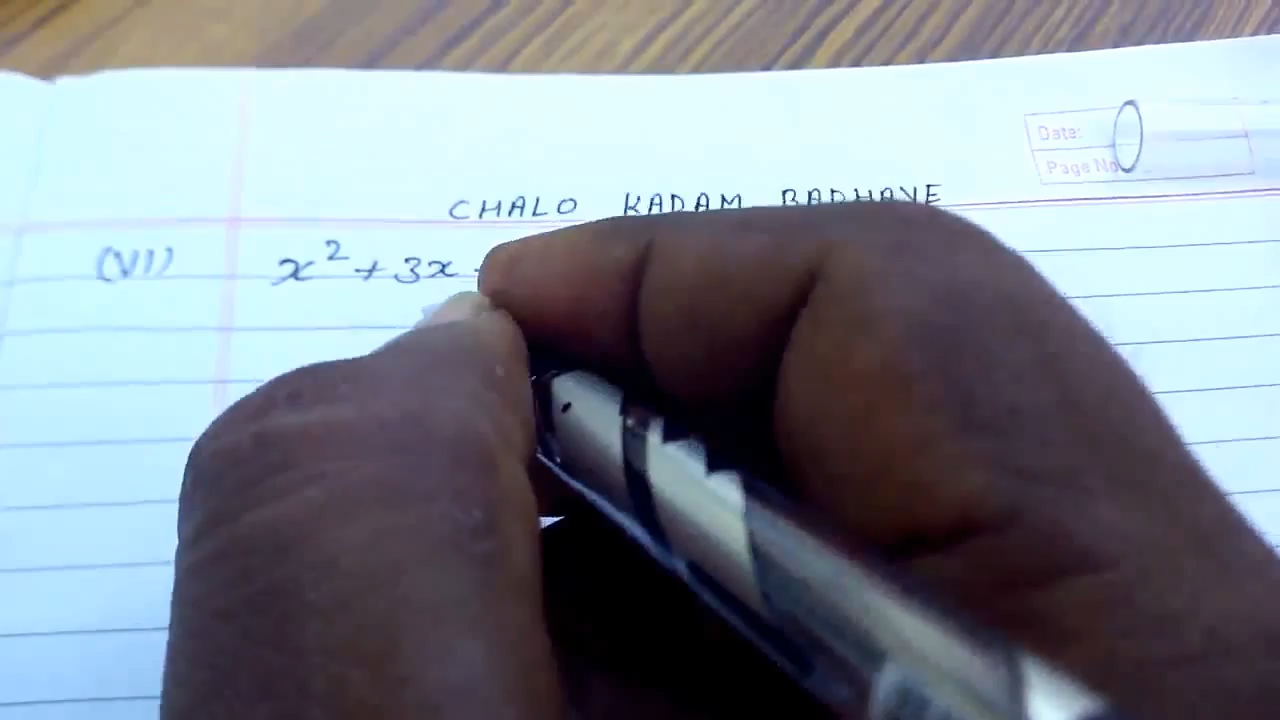 Date:
Page No
CHALO KADAM BADHAYE
(VI) x² + 3x